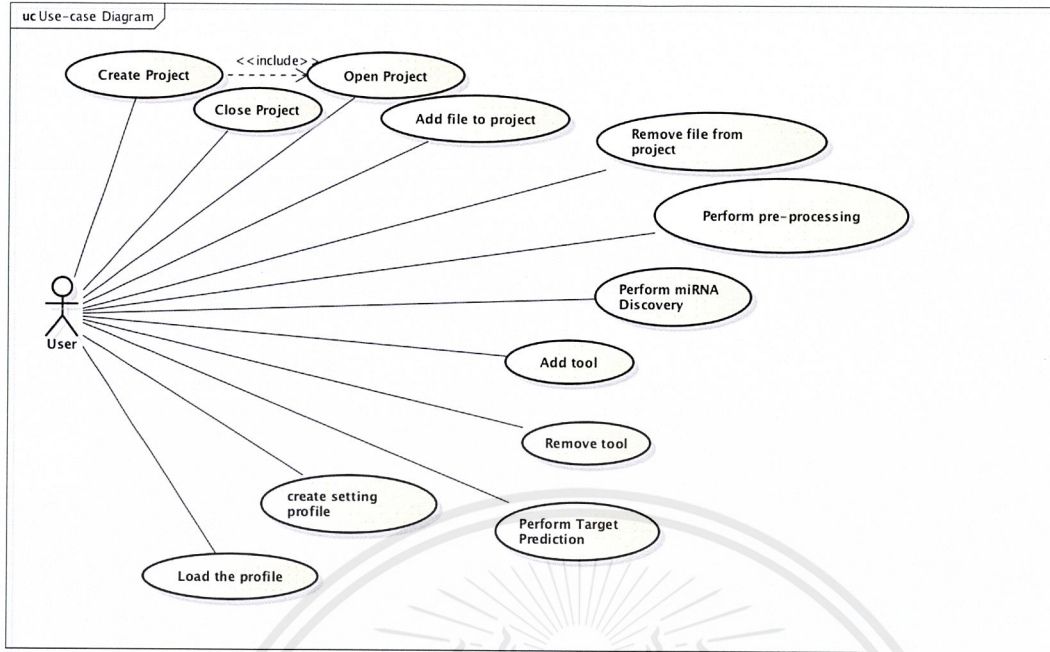 uc Use-case Diagram
<<include>>
Create Project
Open Project
Close Project
Add file to project
Remove file from
project
Perform pre-processing
Perform miRNA
Discovery
User
Add tool
Remove tool
create setting
profile
Perform Target
Prediction
Load the profile